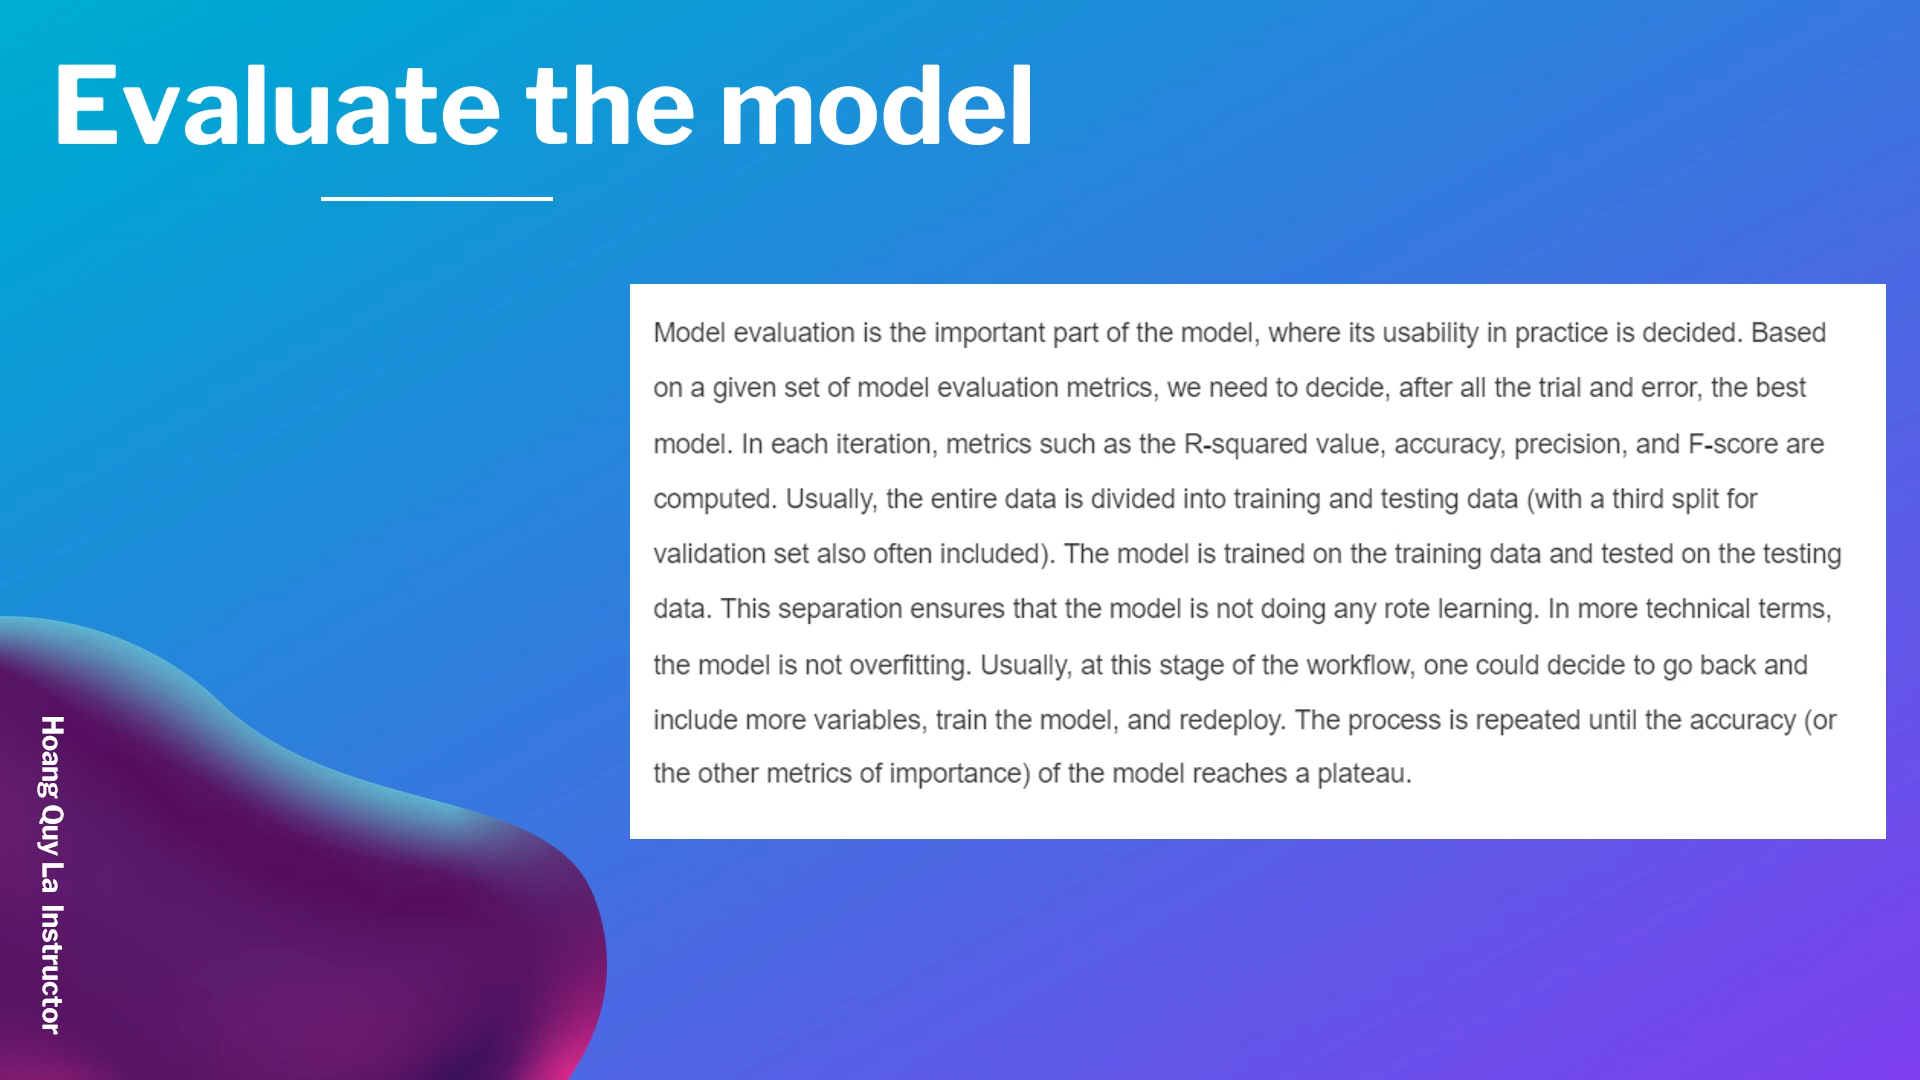 Evaluate the model
Model evaluation is the important part of the model, where its usability in practice is decided. Based
on a given set of model evaluation metrics, we need to decide, after all the trial and error, the best
model. In each iteration, metrics such as the R-squared value, accuracy, precision, and F-score are
computed. Usually, the entire data is divided into training and testing data (with a third split for
validation set also often included). The model is trained on the training data and tested on the testing
data. This separation ensures that the model is not doing any rote learning. In more technical terms,
the model is not overfitting. Usually, at this stage of the workflow, one could decide to go back and
include more variables, train the model, and redeploy. The process is repeated until the accuracy (or
the other metrics of importance) of the model reaches a plateau.
Hoang Quy La Instructor